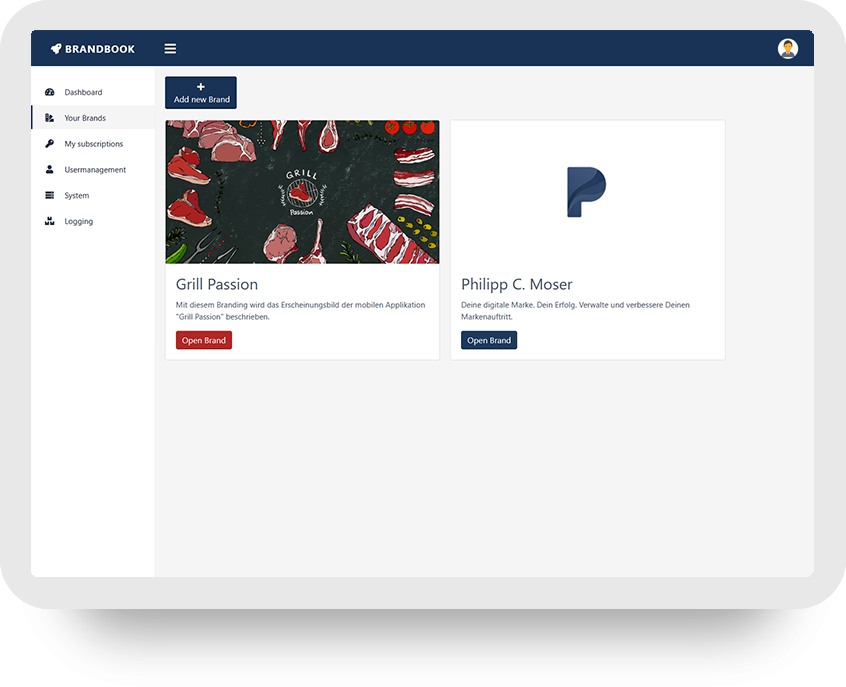 BRANDBOOK
Dashboard
Your Brands
My subscriptions
Usermanagement
System
Logging
Add new Brand
GRILL
Passion
Grill Passion
Mit diesem Branding wird das Erscheinungsbild der mobilen Applikation
"Grill Passion" beschrieben.
Open Brand
P
Philipp C. Moser
Deine digitale Marke. Dein Erfolg. Verwalte und verbessere Deinen
Markenauftritt.
Open Brand